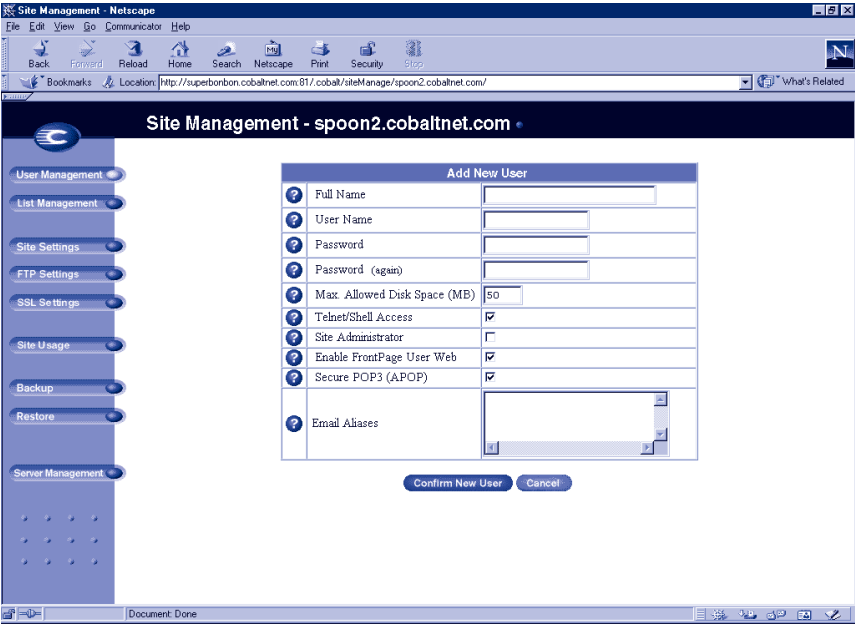 Site Management - Netscape
File Edit View Go Communicator Help
Back Forward Reload Home Search Netscape Print Security Stop
My
N
Bookmarks Location: http://superbonbon.cobaltnet.com:81/.cobalt/siteManage/spoon2.cobaltnet.com/ What's Related
Site Management - spoon2.cobaltnet.com
User Management
List Management
Site Settings
FTP Settings
SSL Settings
Site Usage
Backup
Restore
Server Management
Add New User
? Full Name
? User Name
? Password
? Password (again)
? Max. Allowed Disk Space (MB) 50
? Telnet/Shell Access
? Site Administrator
? Enable FrontPage User Web
? Secure POP3 (APOP)
? Email Aliases
Confirm New User Cancel
Document: Done